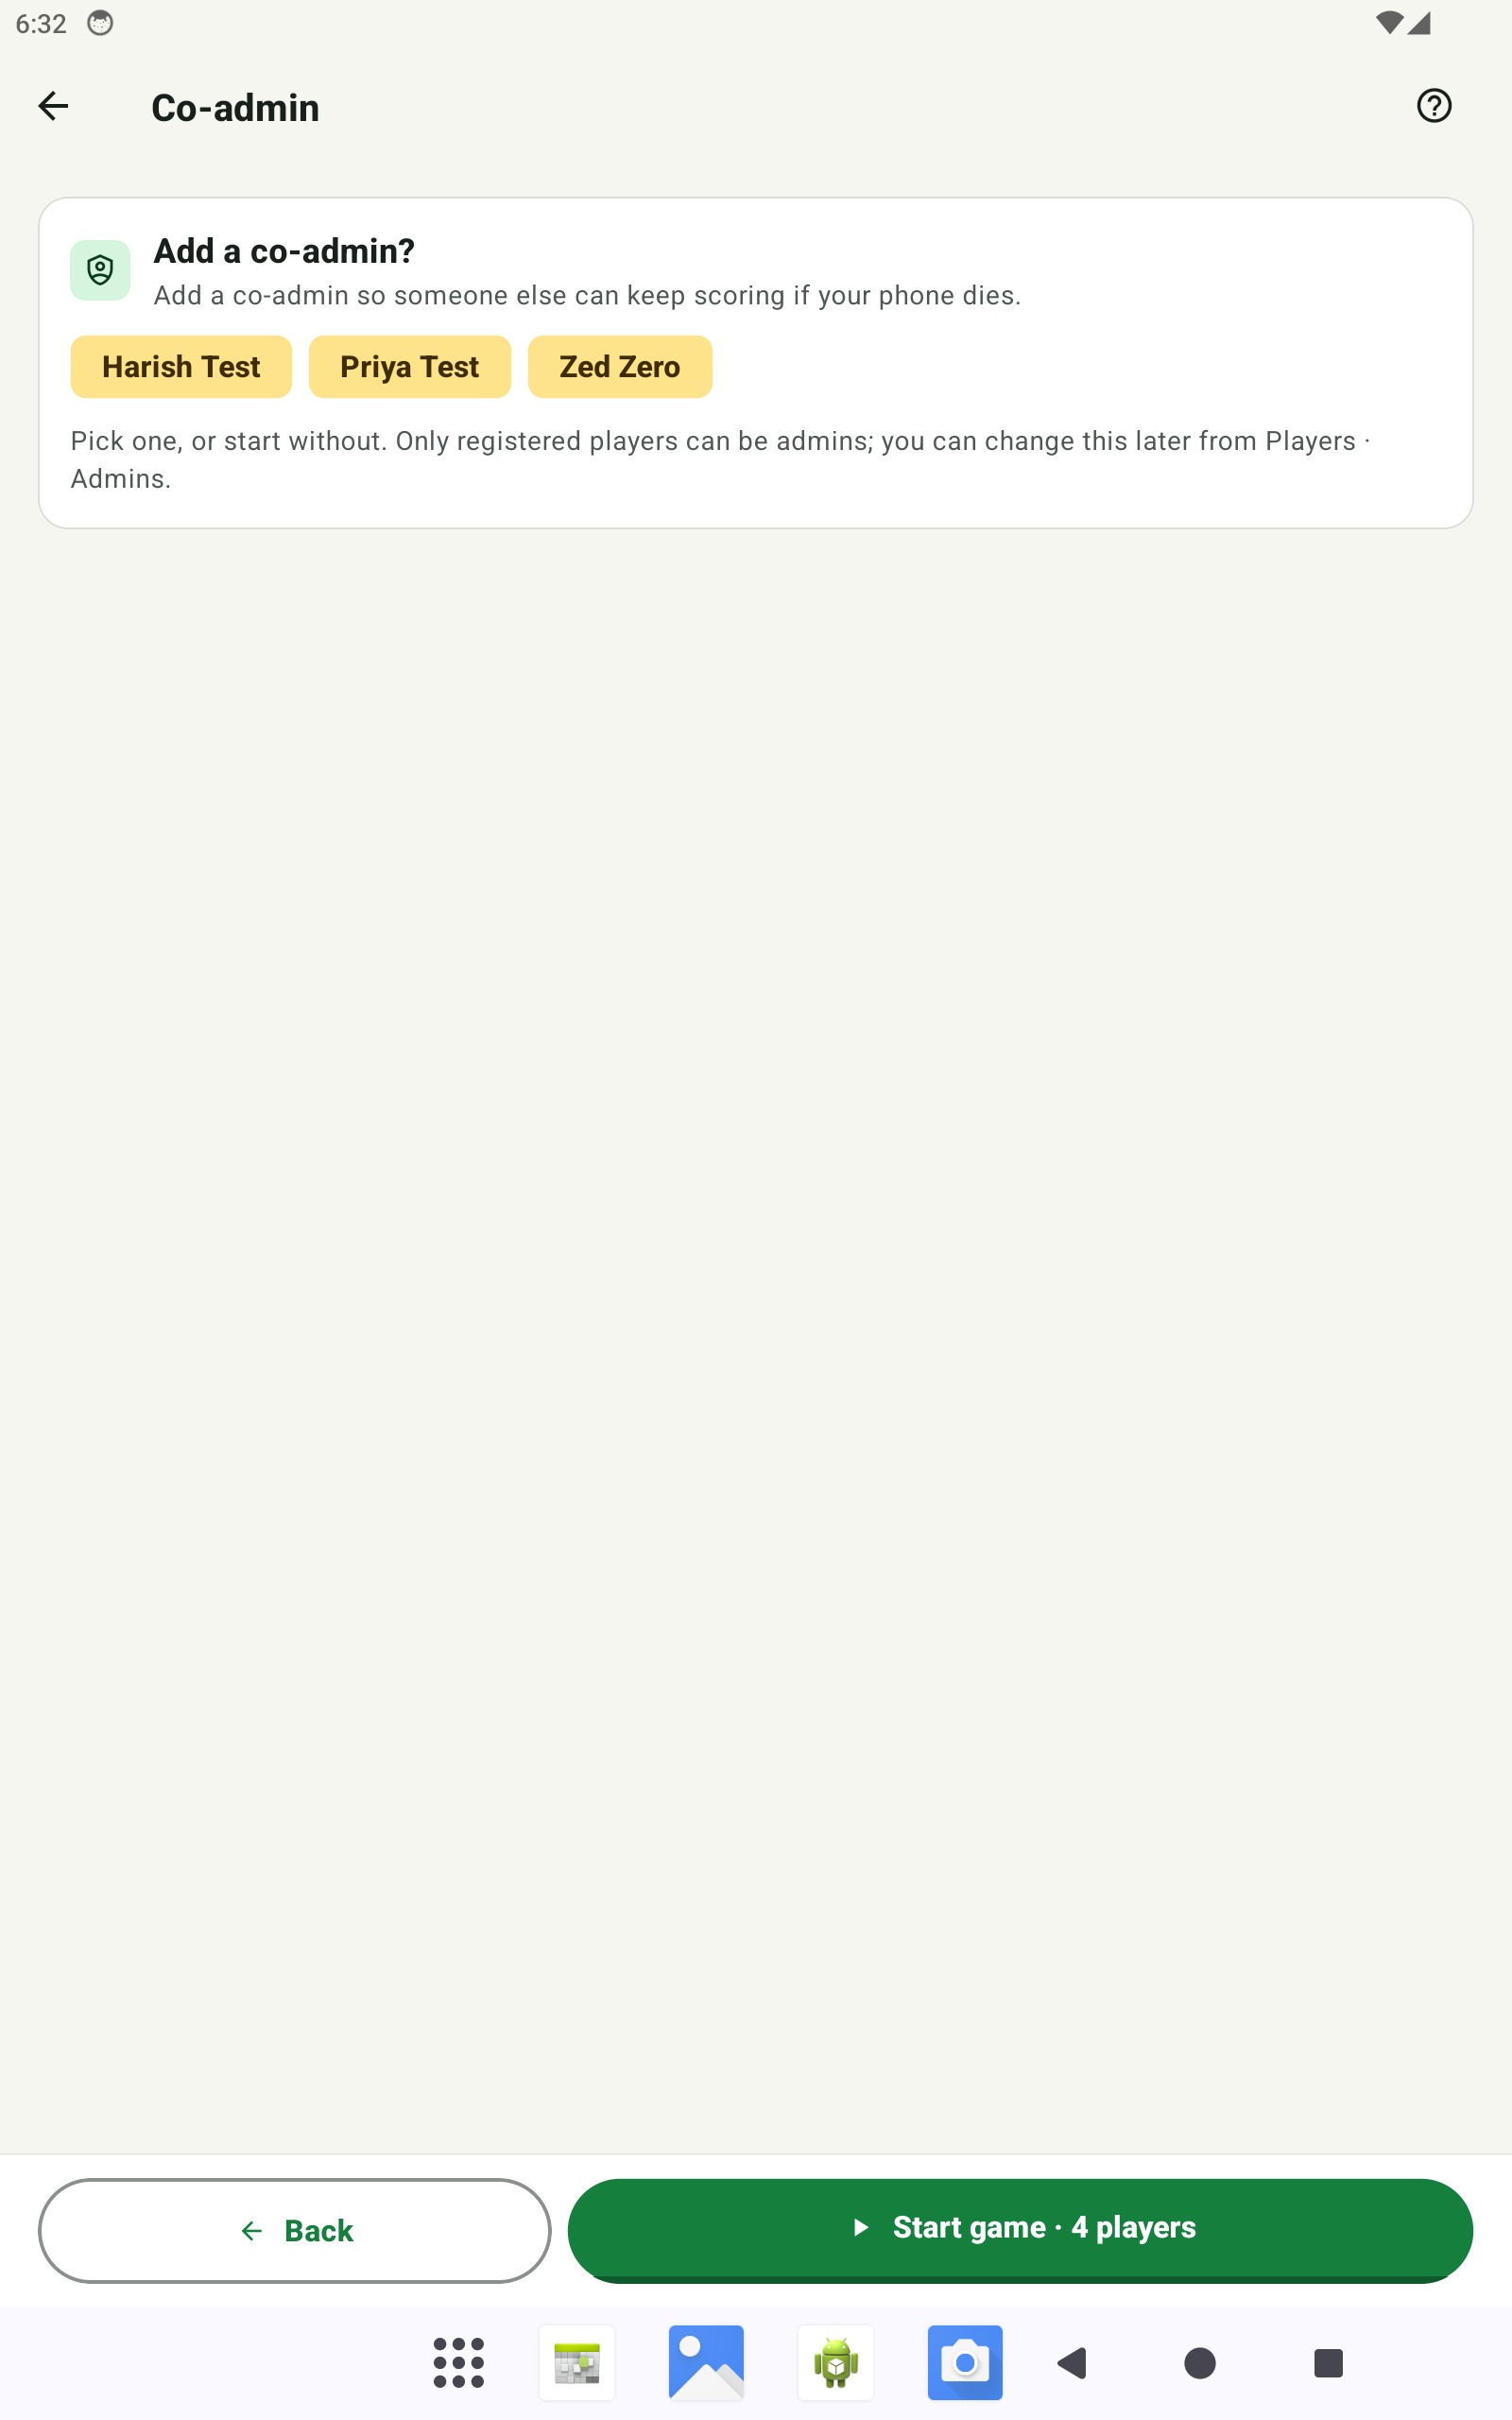 6:32
Co-admin
Add a co-admin?
Add a co-admin so someone else can keep scoring if your phone dies.
Harish Test
Priya Test
Zed Zero
Pick one, or start without. Only registered players can be admins; you can change this later from Players ·
Admins.
Back
Start game · 4 players